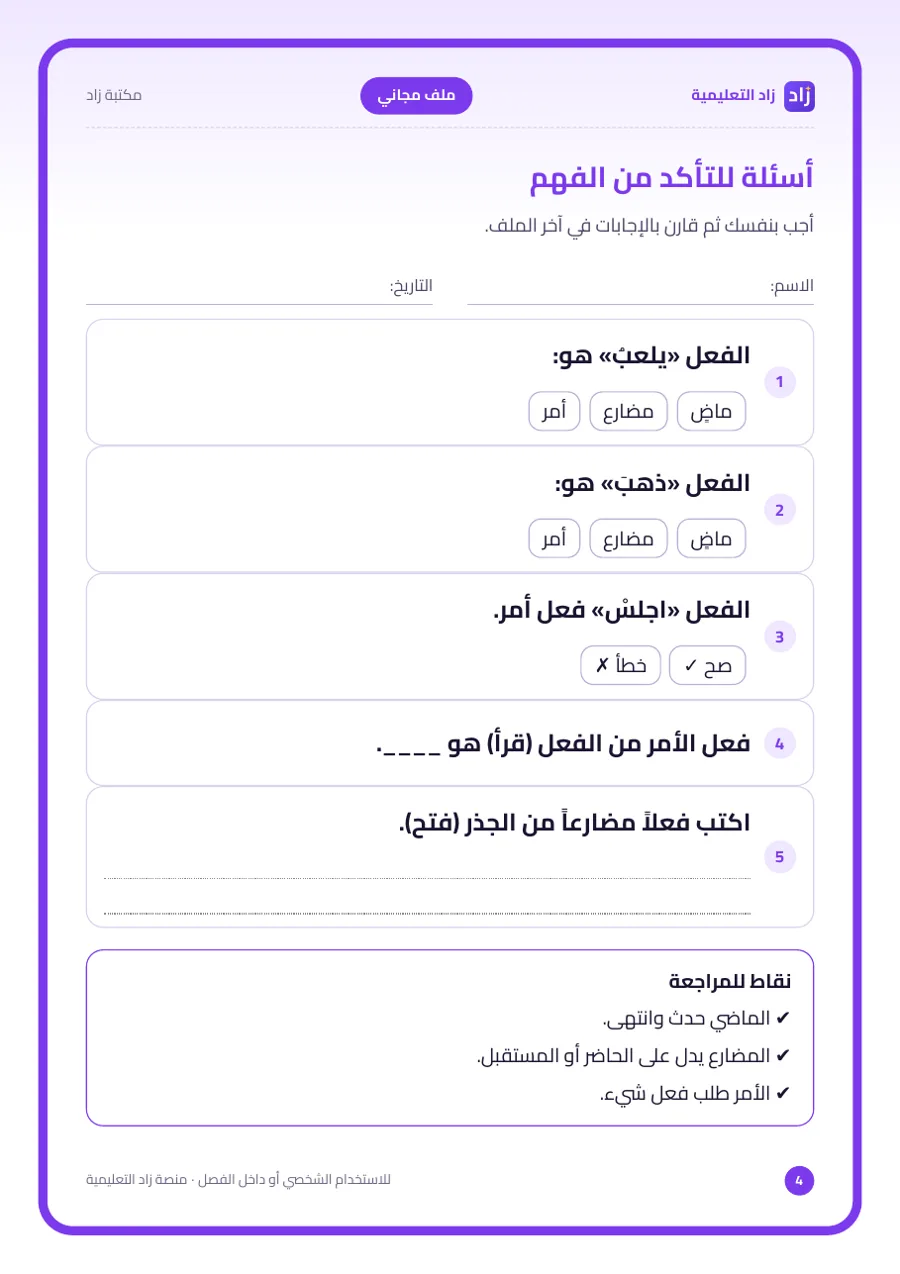 زاد زاد التعليمية
ملف مجاني
مكتبة زاد
أسئلة للتأكد من الفهم
أجب بنفسك ثم قارن بالإجابات في آخر الملف.
الاسم:
التاريخ:
1
الفعل «يلعبُ» هو:
ماضٍ مضارع أمر
2
الفعل «ذهبَ» هو:
ماضٍ مضارع أمر
3
الفعل «اجلسْ» فعل أمر.
صح ✓ خطأ ✗
4
فعل الأمر من الفعل (قرأ) هو ____.
5
اكتب فعلاً مضارعاً من الجذر (فتح).
نقاط للمراجعة
✔ الماضي حدث وانتهى.
✔ المضارع يدل على الحاضر أو المستقبل.
✔ الأمر طلب فعل شيء.
4
للاستخدام الشخصي أو داخل الفصل · منصة زاد التعليمية